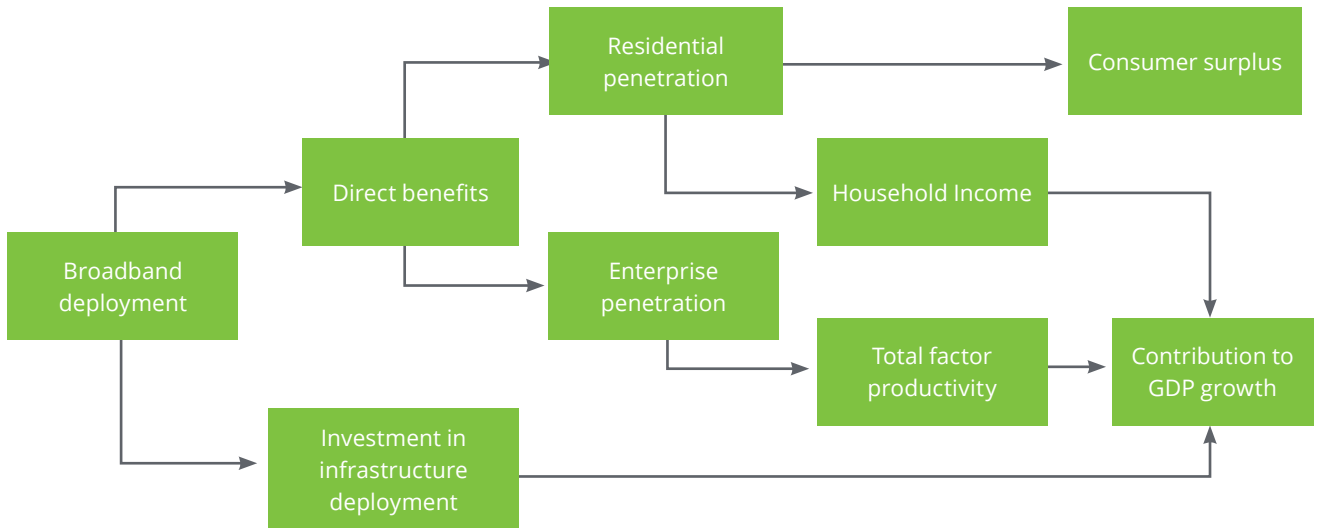 Residential
penetration
Consumer surplus
Direct benefits
Household Income
Broadband
deployment
Enterprise
penetration
Total factor
productivity
Contribution to
GDP growth
Investment in
infrastructure
deployment